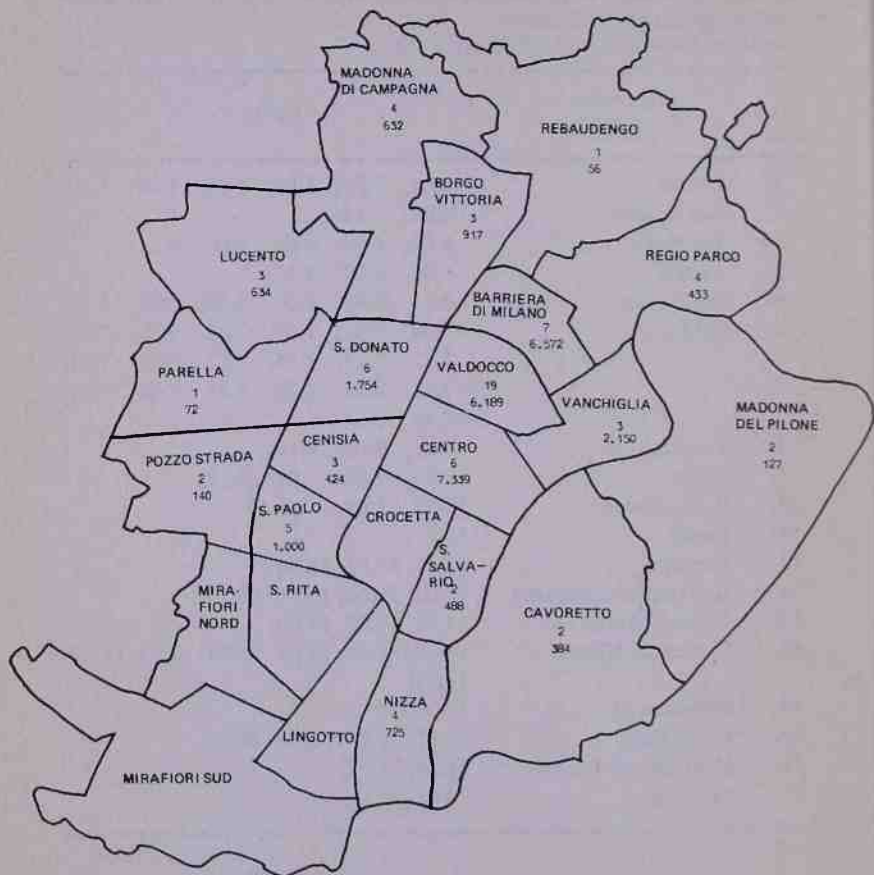 MADONNA
DI CAMPAGNA
4
632
REBAUDENGO
1
56
BORGO
VITTORIA
3
917
LUCENTO
3
634
REGIO PARCO
4
433
BARRIERA
DI MILANO
7
6.572
S. DONATO
6
1.754
PARELLA
1
72
VALDOCCO
19
6.189
VANCHIGLIA
3
2.150
MADONNA
DEL PILONE
2
127
POZZO STRADA
2
140
CENISIA
3
424
CENTRO
6
7.339
S. PAOLO
5
1.000
CROCETTA
S.
SALVA-
RIO
2
488
MIRA-
FIORI
NORD
S. RITA
CAVORETTO
2
384
NIZZA
4
725
LINGOTTO
MIRAFIORI SUD